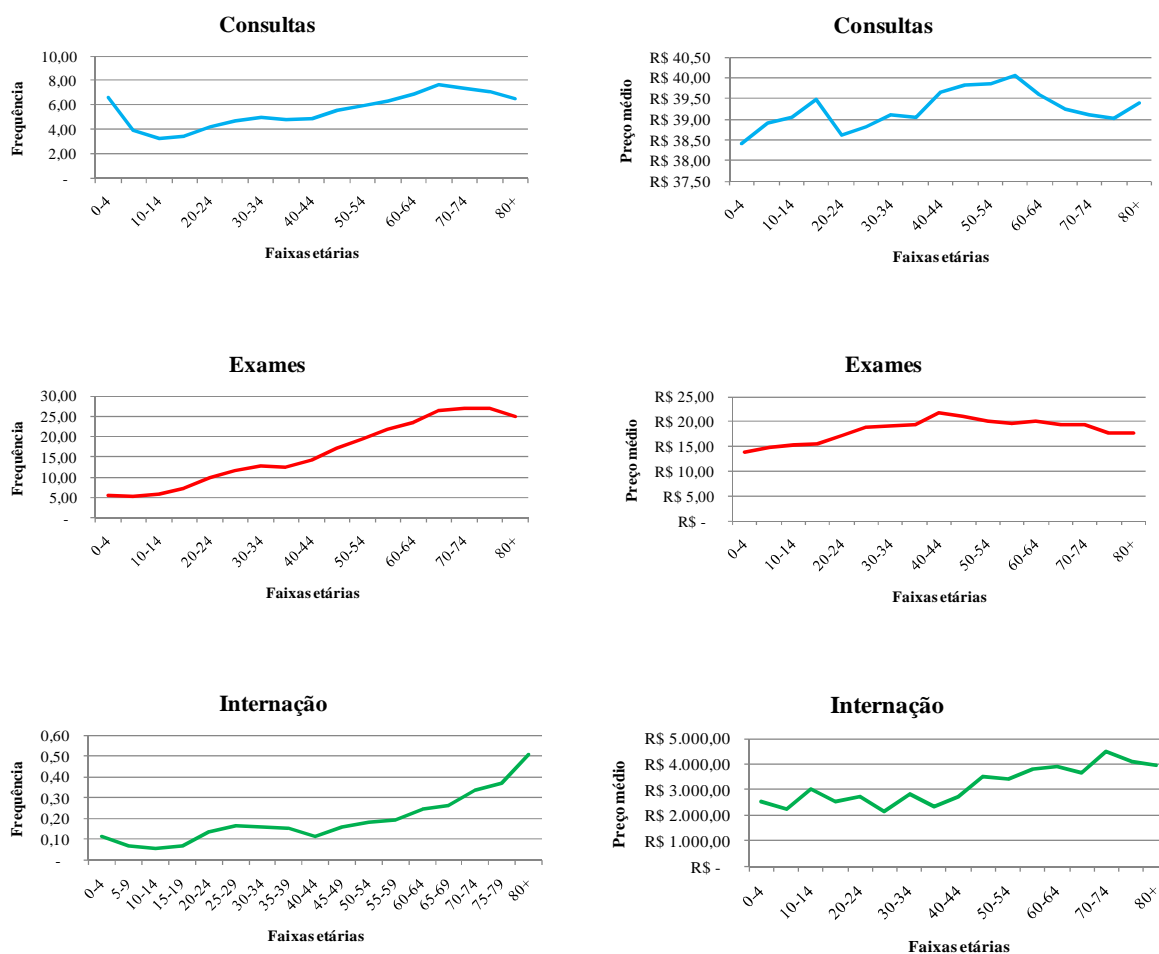 Consultas
10,00
8,00
6,00
4,00
2,00
-
Frequência
0-4
10-14
20-24
30-34
40-44
50-54
60-64
70-74
80+
Faixas etárias
Consultas
R$ 40,50
R$ 40,00
R$ 39,50
R$ 39,00
R$ 38,50
R$ 38,00
R$ 37,50
Preço médio
0-4
10-14
20-24
30-34
40-44
50-54
60-64
70-74
80+
Faixas etárias
Exames
30,00
25,00
20,00
15,00
10,00
5,00
-
Frequência
0-4
10-14
20-24
30-34
40-44
50-54
60-64
70-74
80+
Faixas etárias
Exames
R$ 25,00
R$ 20,00
R$ 15,00
R$ 10,00
R$ 5,00
R$ -
Preço médio
0-4
10-14
20-24
30-34
40-44
50-54
60-64
70-74
80+
Faixas etárias
Internação
0,60
0,50
0,40
0,30
0,20
0,10
-
Frequência
0-4
5-9
10-14
15-19
20-24
25-29
30-34
35-39
40-44
45-49
50-54
55-59
60-64
65-69
70-74
75-79
80+
Faixas etárias
Internação
R$ 5.000,00
R$ 4.000,00
R$ 3.000,00
R$ 2.000,00
R$ 1.000,00
R$ -
Preço médio
0-4
10-14
20-24
30-34
40-44
50-54
60-64
70-74
80+
Faixas etárias